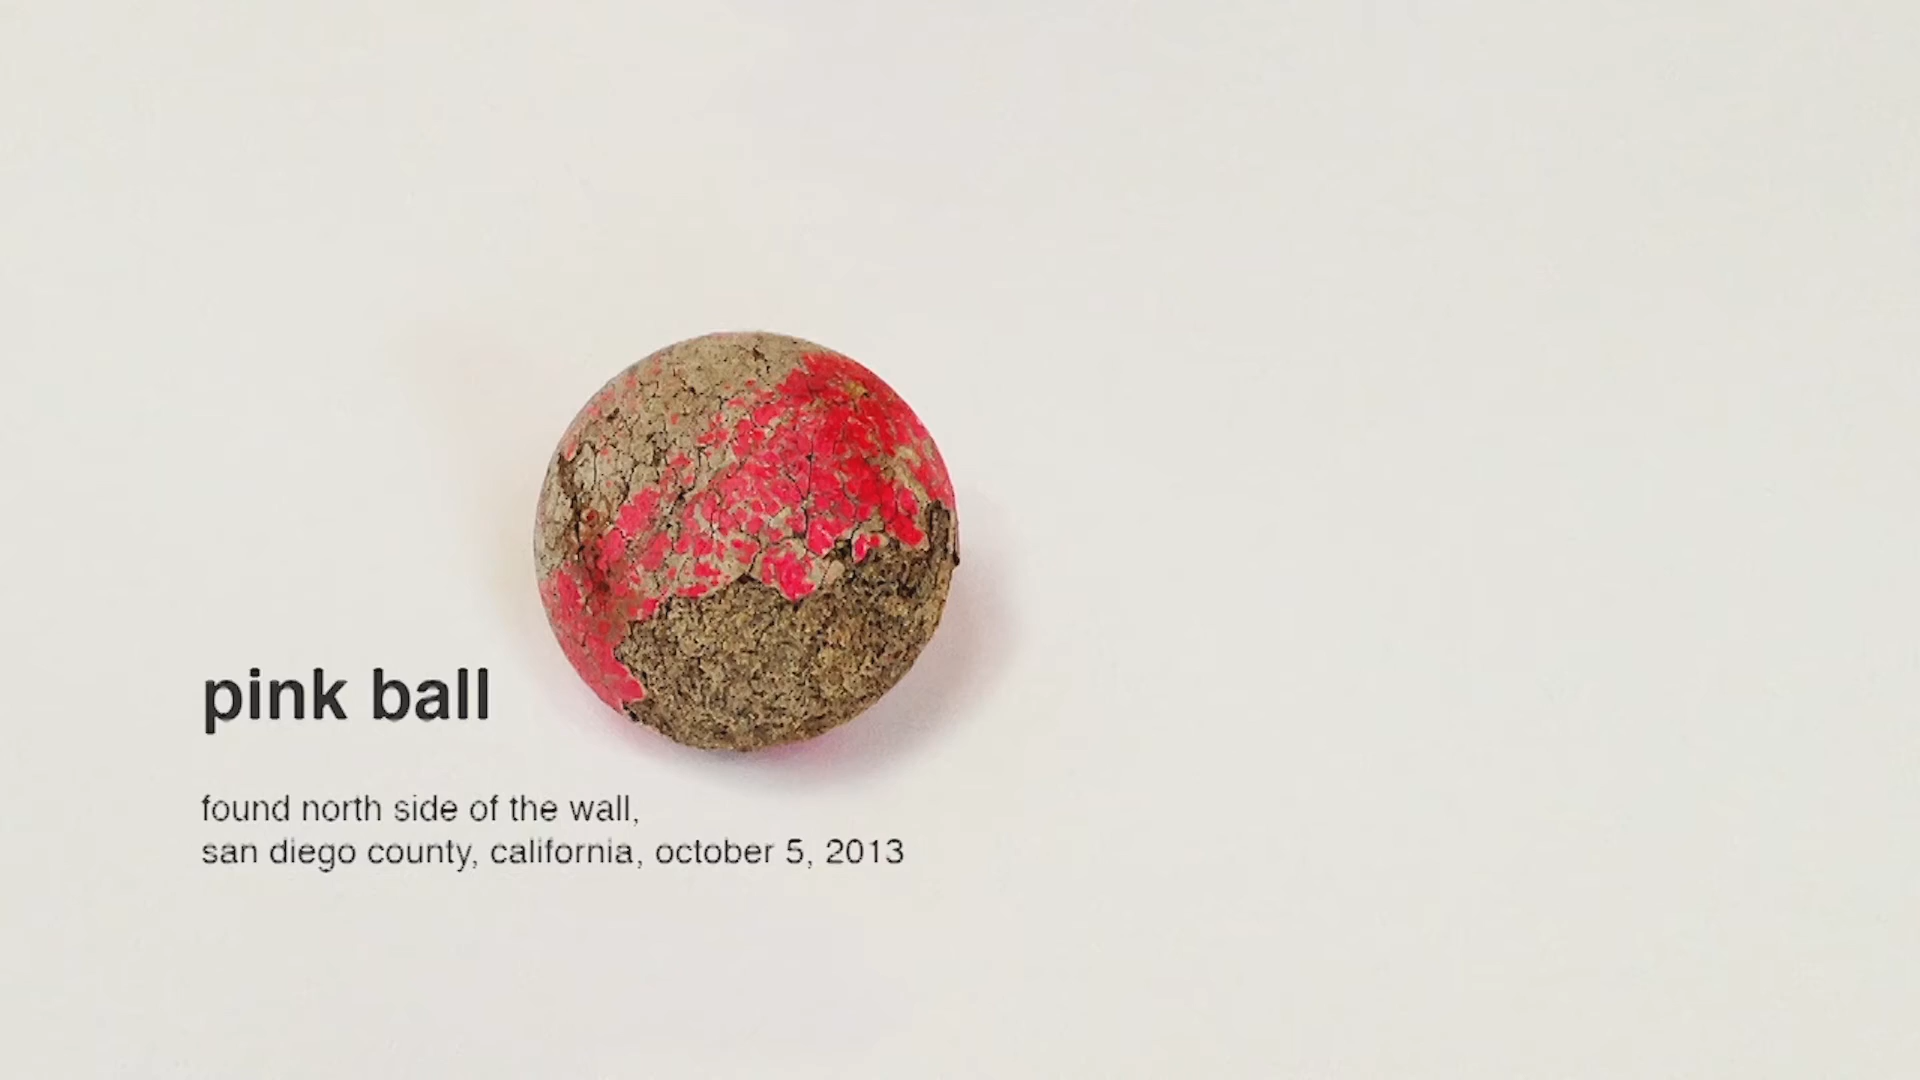 pink ball
found north side of the wall,
san diego county, california, october 5, 2013